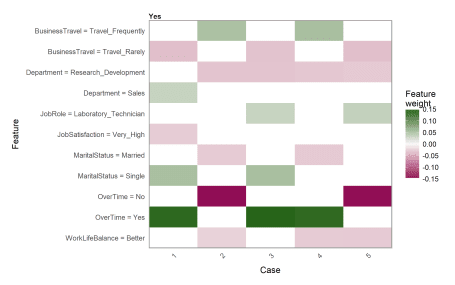 Yes
BusinessTravel = Travel_Frequently
BusinessTravel = Travel_Rarely
Department = Research_Development
Department = Sales
JobRole = Laboratory_Technician
JobSatisfaction = Very_High
MaritalStatus = Married
MaritalStatus = Single
OverTime = No
OverTime = Yes
WorkLifeBalance = Better
Feature
1 2 3 4 5
Case
Feature
weight
0.15
0.10
0.05
0.00
-0.05
-0.10
-0.15